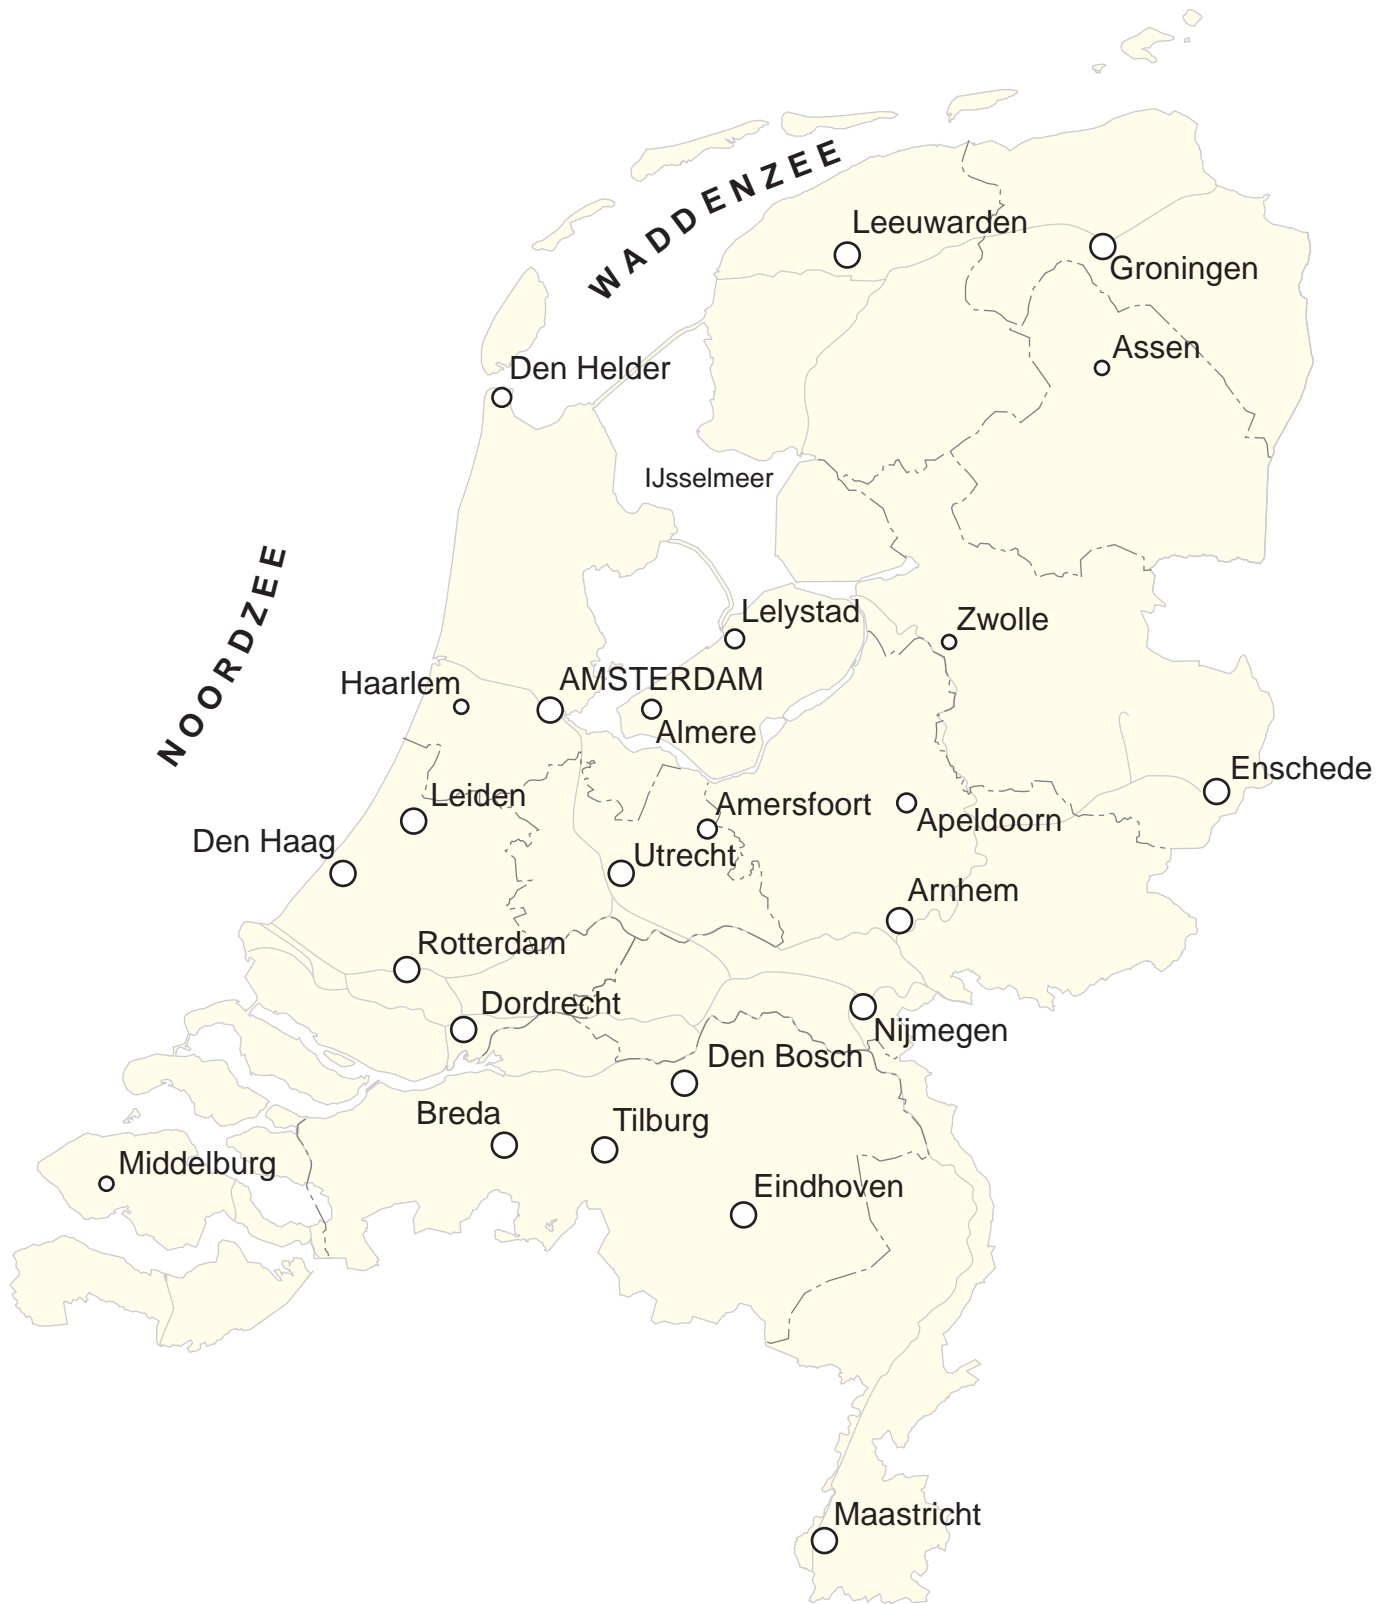 WADDENZEE
Leeuwarden
Groningen
Assen
Den Helder
IJsselmeer
NOORDZEE
Lelystad
Zwolle
Haarlem
AMSTERDAM
Almere
Enschede
Leiden
Amersfoort
Apeldoorn
Den Haag
Utrecht
Arnhem
Rotterdam
Dordrecht
Nijmegen
Den Bosch
Breda
Tilburg
Middelburg
Eindhoven
Maastricht